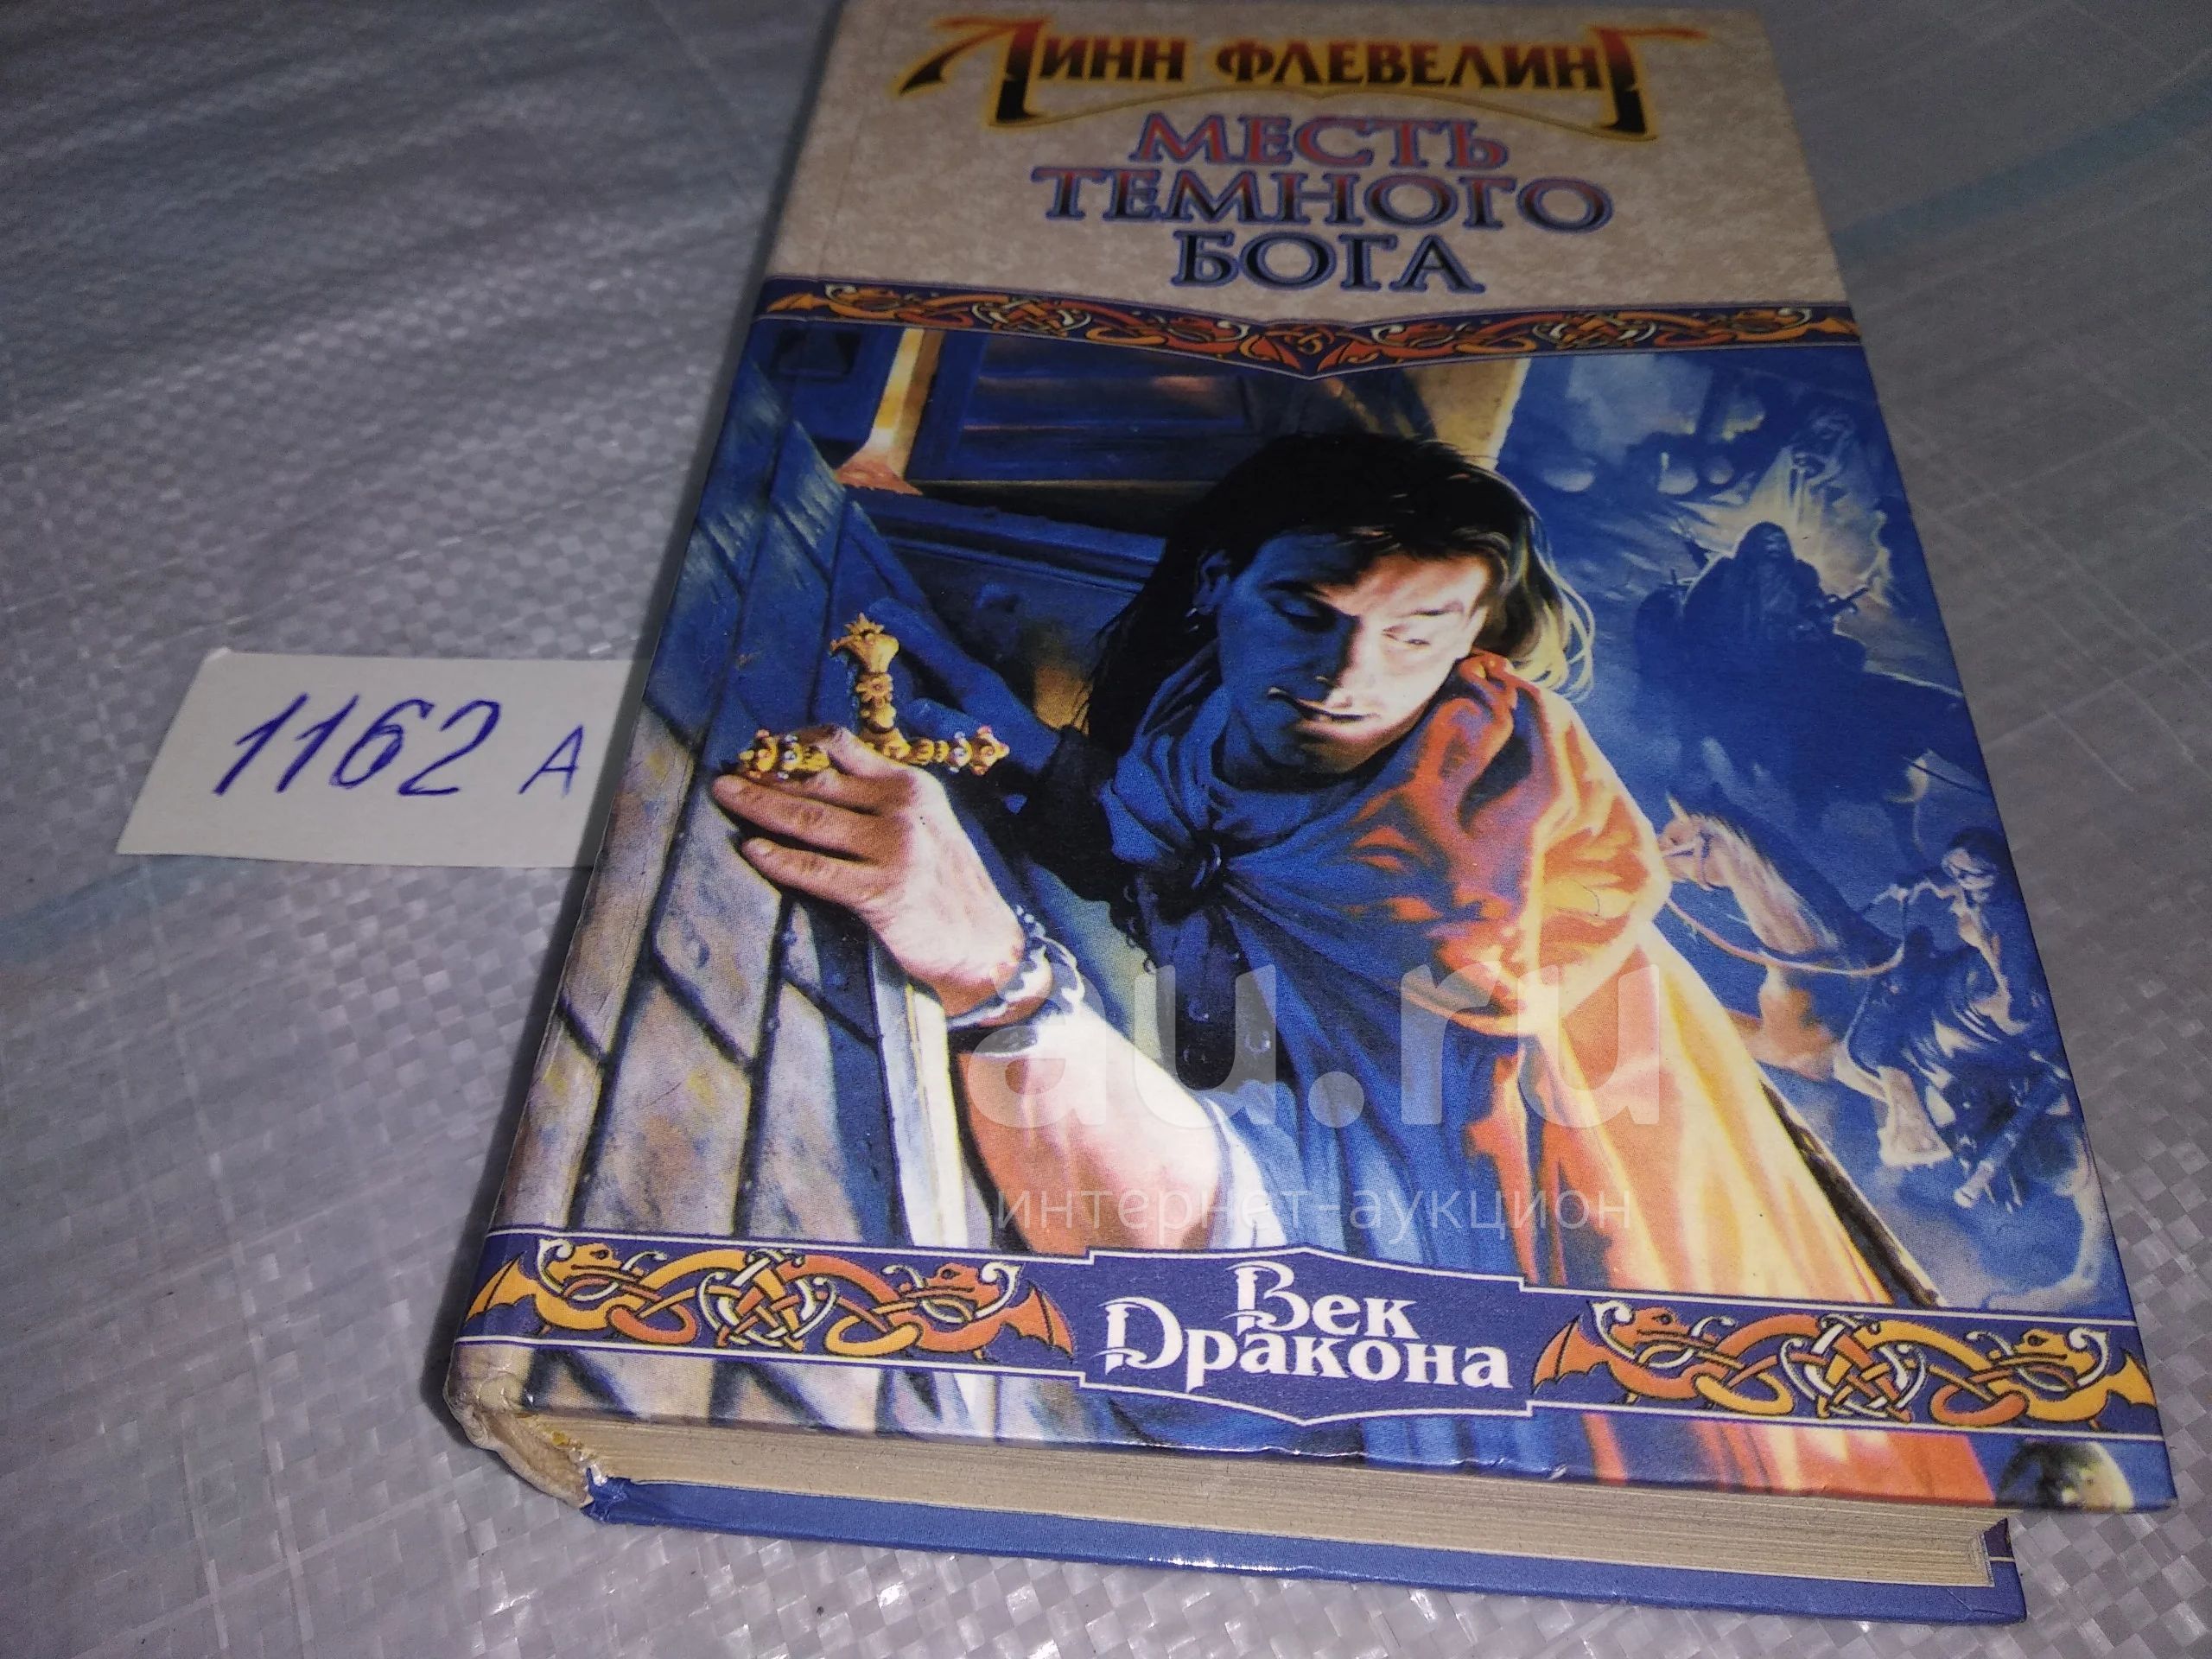 Линн Флевелинг
Месть
Темного
Бога
1162 А
au.ru
интернет-аукцион
Век
Дракона